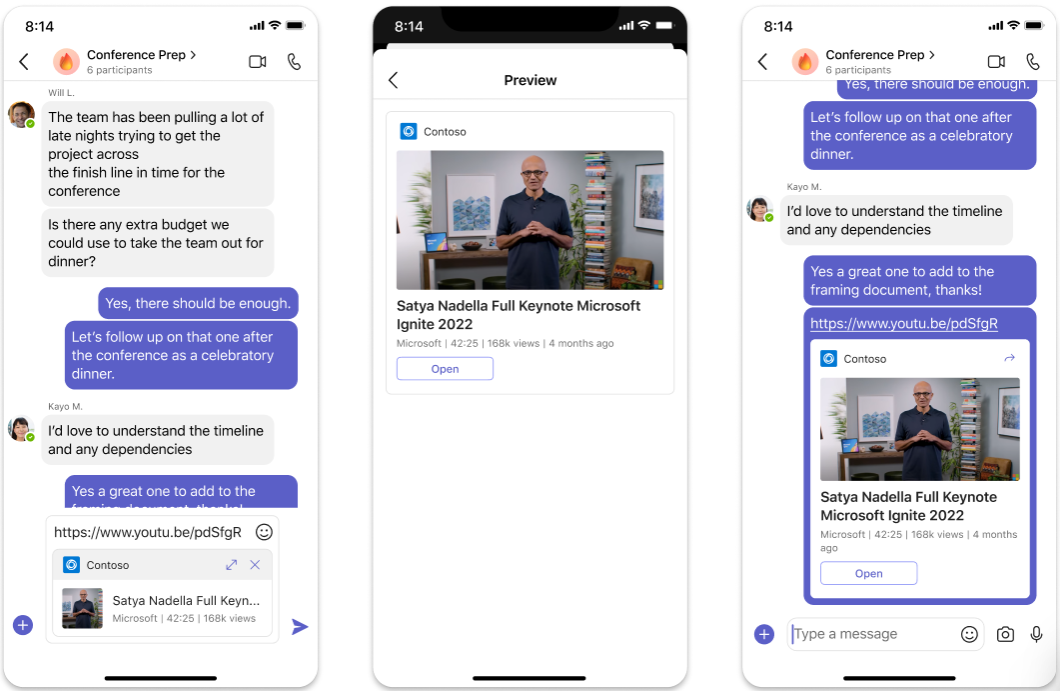 8:14
Conference Prep
6 participants
Will L.
The team has been pulling a lot of
late nights trying to get the
project across
the finish line in time for the
conference
Is there any extra budget we
could use to take the team out for
dinner?
Yes, there should be enough.
Let's follow up on that one after
the conference as a celebratory
dinner.
Kayo M.
I'd love to understand the timeline
and any dependencies
Yes a great one to add to the
framing document, thanks!
https://www.youtu.be/pdSfgR
Contoso
Satya Nadella Full Keyn...
Microsoft | 42:25 | 168k views
8:14
Preview
Contoso
Satya Nadella Full Keynote Microsoft
Ignite 2022
Microsoft | 42:25 | 168k views | 4 months ago
Open
8:14
Conference Prep
6 participants
Yes, there should be enough.
Let's follow up on that one after
the conference as a celebratory
dinner.
Kayo M.
I'd love to understand the timeline
and any dependencies
Yes a great one to add to the
framing document, thanks!
https://www.youtu.be/pdSfgR
Contoso
Satya Nadella Full Keynote
Microsoft Ignite 2022
Microsoft | 42:25 | 168k views | 4 months
ago
Open
Type a message